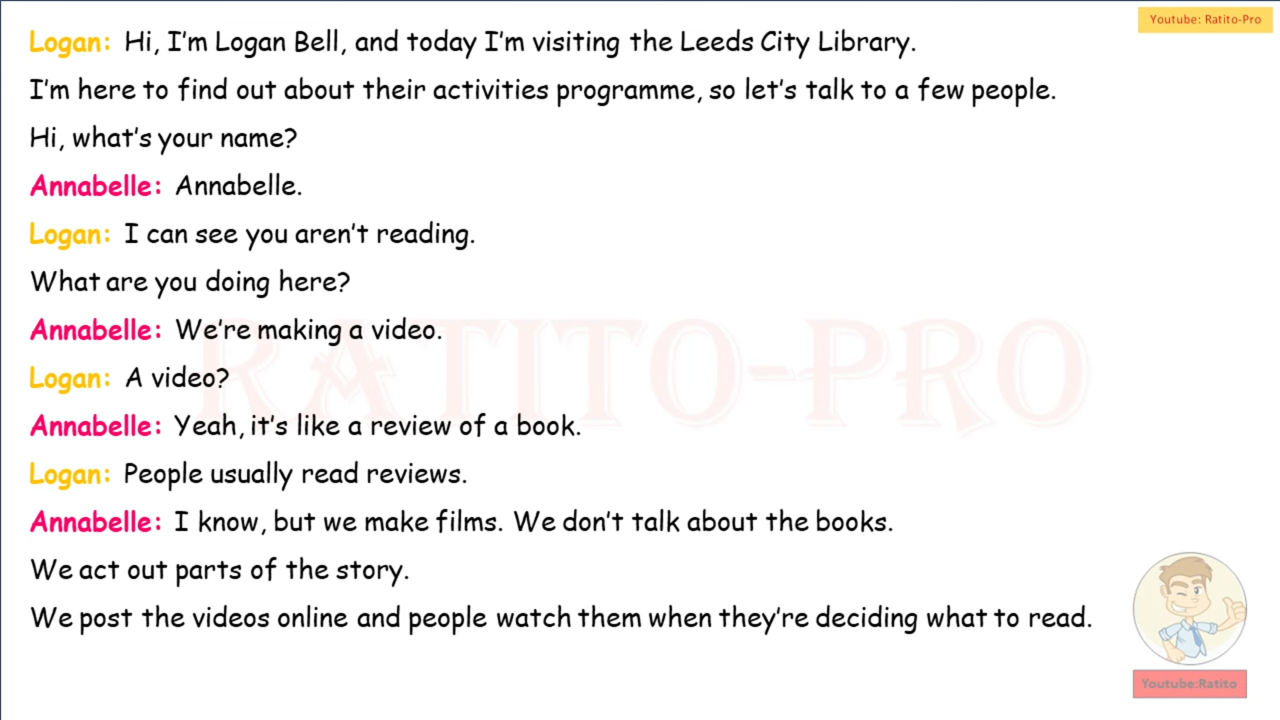 Youtube: Ratito-Pro
Logan: Hi, I'm Logan Bell, and today I'm visiting the Leeds City Library.
I'm here to find out about their activities programme, so let's talk to a few people.
Hi, what's your name?
Annabelle: Annabelle.
Logan: I can see you aren't reading.
What are you doing here?
Annabelle: We're making a video.
Logan: A video?
Annabelle: Yeah, it's like a review of a book.
Logan: People usually read reviews.
Annabelle: I know, but we make films. We don't talk about the books.
We act out parts of the story.
We post the videos online and people watch them when they're deciding what to read.
RATITO-PRO
Youtube:Ratito